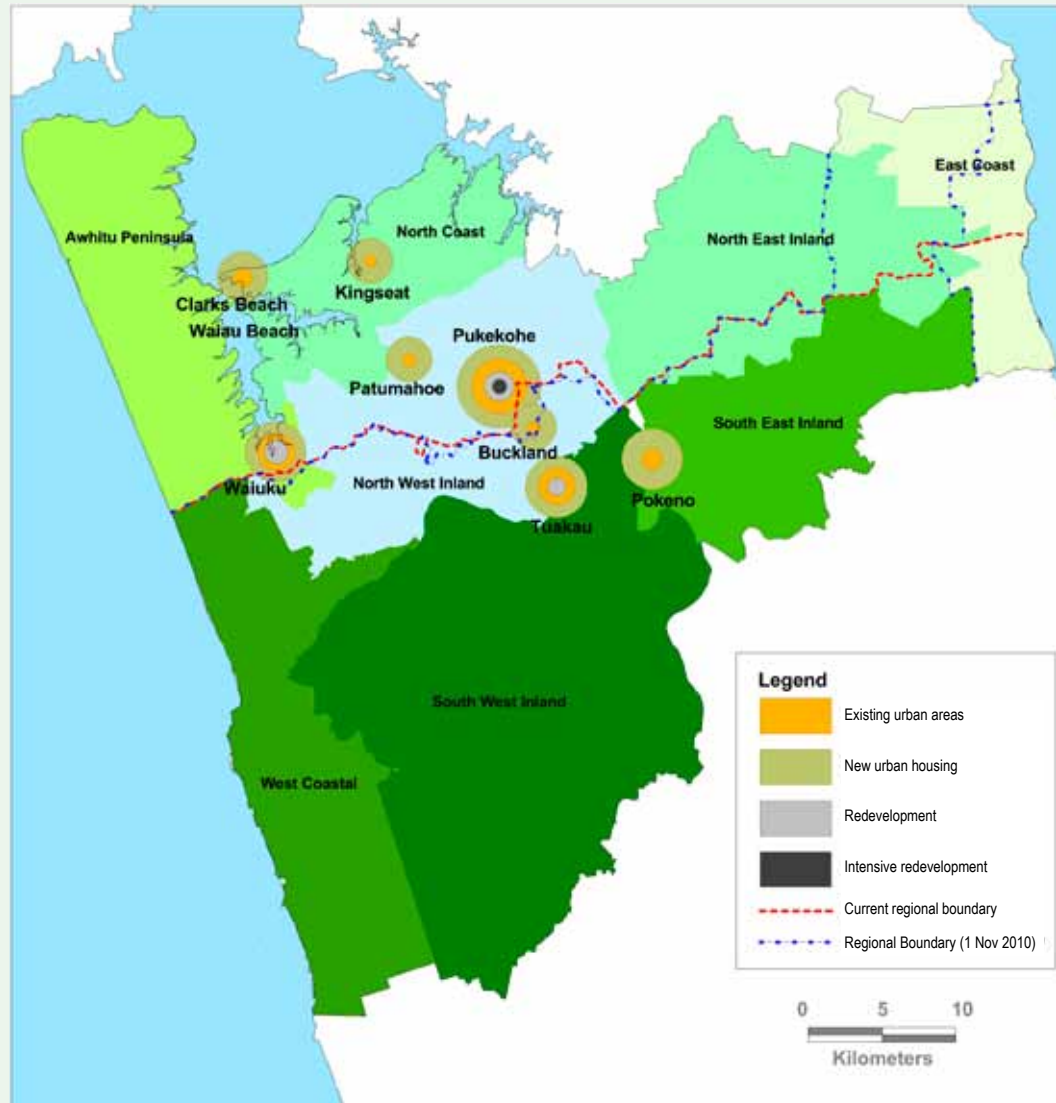 East Coast
Awhitu Peninsula
North Coast
North East Inland
Clarks Beach
Kingseat
Waiau Beach
Pukekohe
Patumahoe
South East Inland
Buckland
Waiuku
North West Inland
Pokeno
Tuakau
South West Inland
West Coastal
Legend
Existing urban areas
New urban housing
Redevelopment
Intensive redevelopment
Current regional boundary
Regional Boundary (1 Nov 2010)
0 5 10
Kilometers